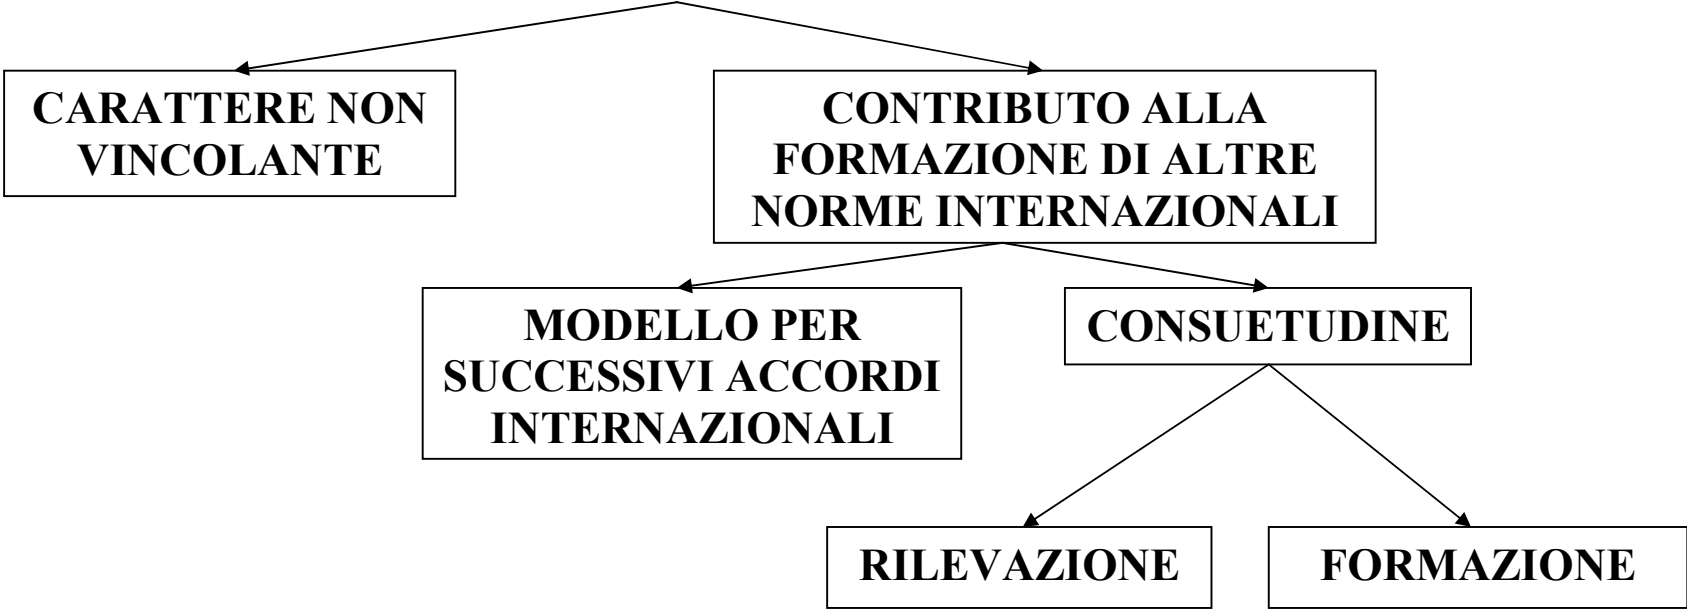 CARATTERE NON
VINCOLANTE
CONTRIBUTO ALLA
FORMAZIONE DI ALTRE
NORME INTERNAZIONALI
MODELLO PER
SUCCESSIVI ACCORDI
INTERNAZIONALI
CONSUETUDINE
RILEVAZIONE
FORMAZIONE